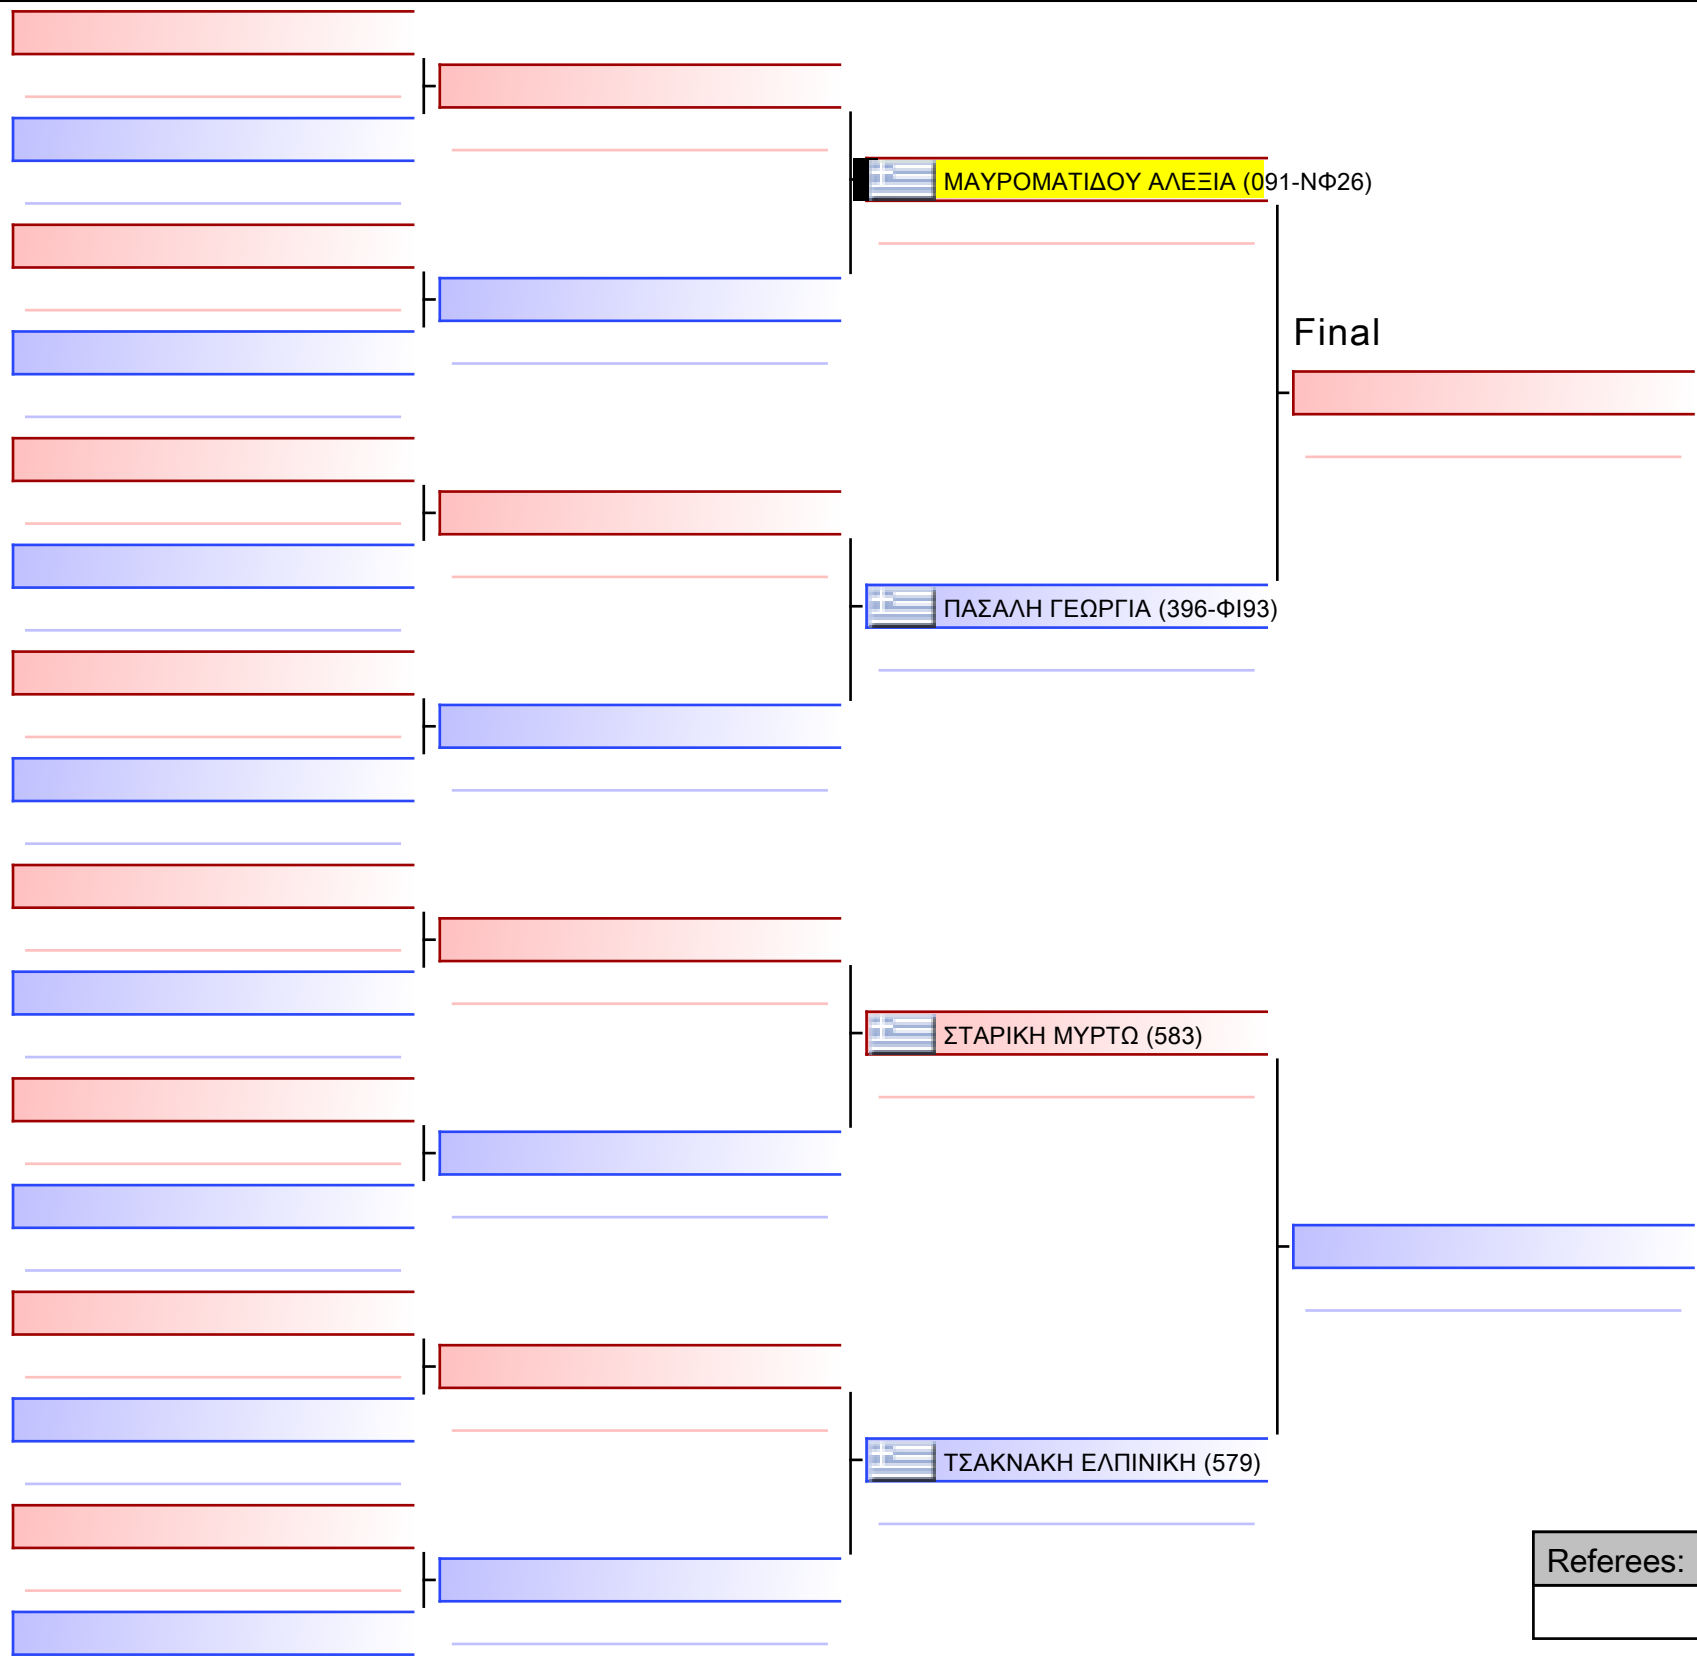 ΜΑΥΡΟΜΑΤΙΔΟΥ ΑΛΕΞΙΑ (091-ΝΦ26)
Final
ΠΑΣΑΛΗ ΓΕΩΡΓΙΑ (396-ΦΙ93)
ΣΤΑΡΙΚΗ ΜΥΡΤΩ (583)
ΤΣΑΚΝΑΚΗ ΕΛΠΙΝΙΚΗ (579)
Referees: